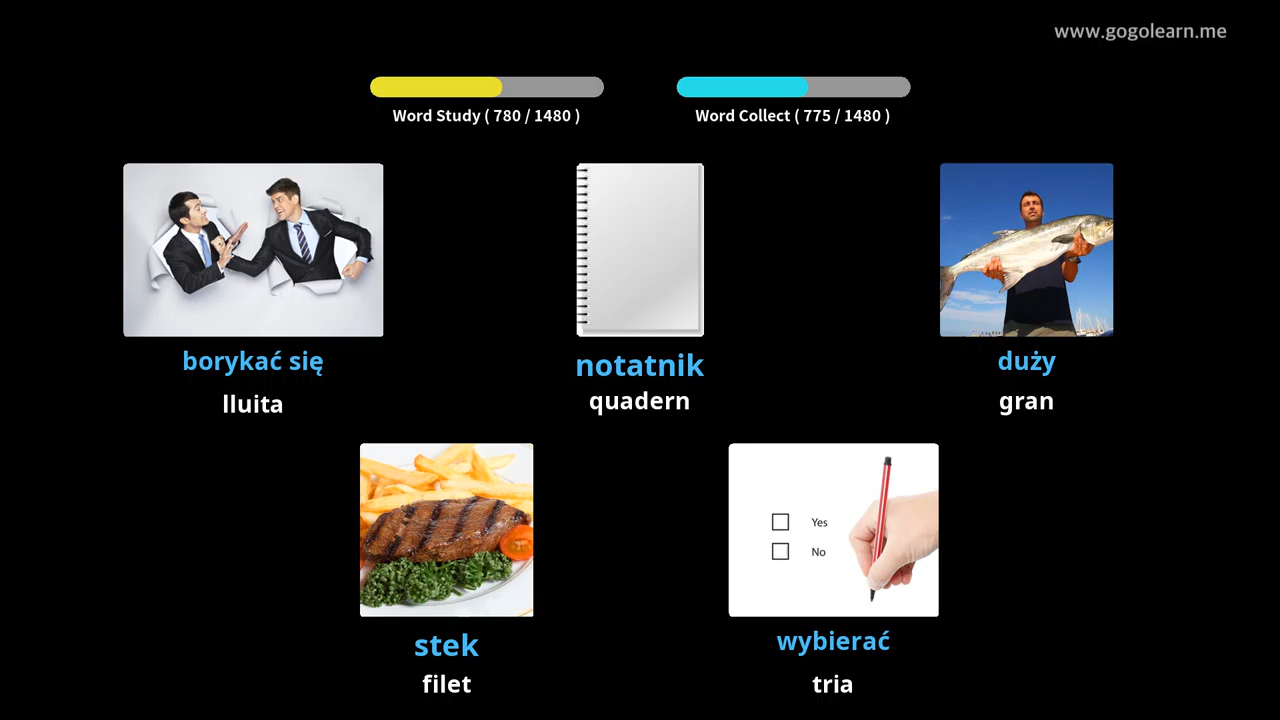 www.gogolearn.me
Word Study ( 780 / 1480 )
Word Collect ( 775 / 1480 )
borykać się
lluita
notatnik
quadern
duży
gran
Yes
No
stek
filet
wybierać
tria